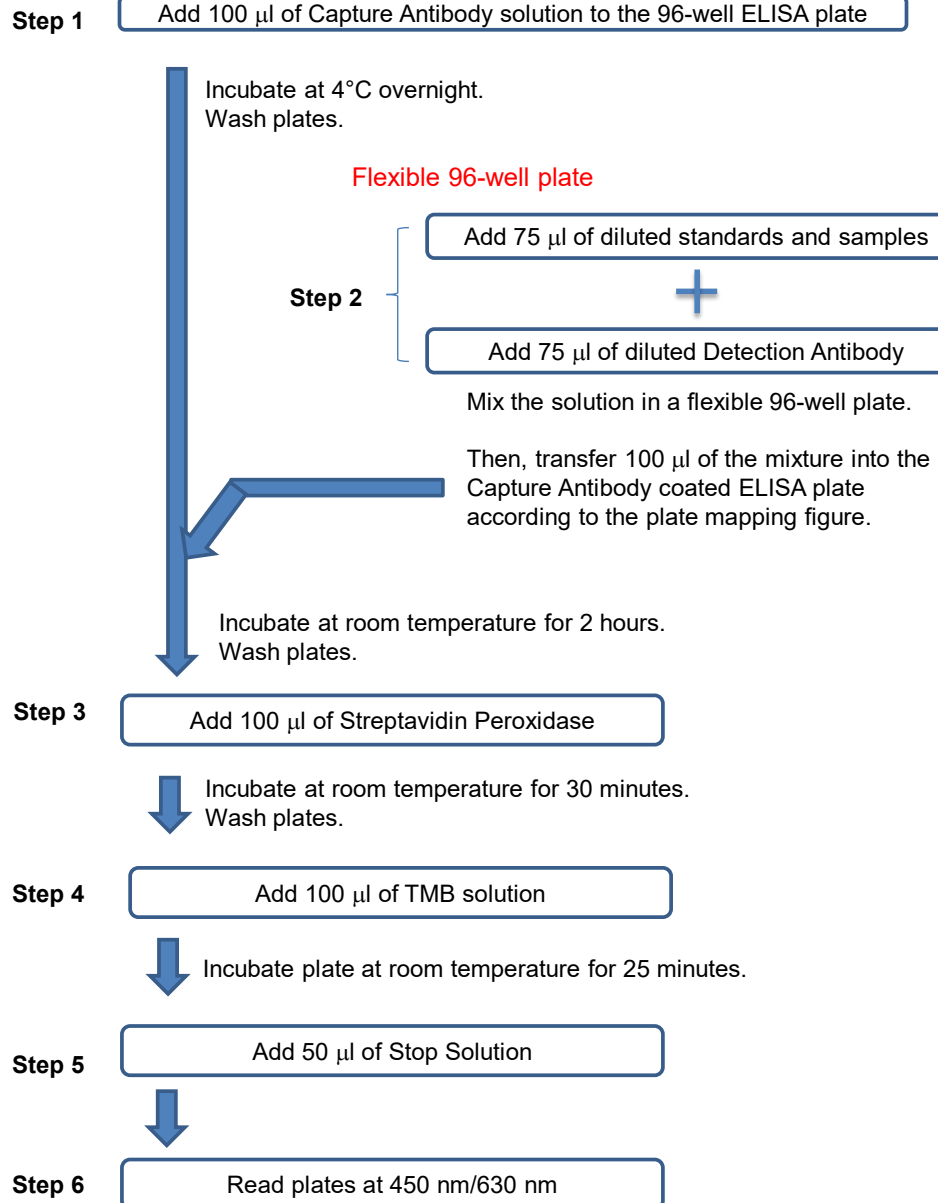 Step 1
Add 100 µl of Capture Antibody solution to the 96-well ELISA plate
Incubate at 4°C overnight.
Wash plates.
Flexible 96-well plate
Step 2
Add 75 µl of diluted standards and samples
+
Add 75 µl of diluted Detection Antibody
Mix the solution in a flexible 96-well plate.
Then, transfer 100 µl of the mixture into the
Capture Antibody coated ELISA plate
according to the plate mapping figure.
Incubate at room temperature for 2 hours.
Wash plates.
Step 3
Add 100 µl of Streptavidin Peroxidase
Incubate at room temperature for 30 minutes.
Wash plates.
Step 4
Add 100 µl of TMB solution
Incubate plate at room temperature for 25 minutes.
Step 5
Add 50 µl of Stop Solution
Step 6
Read plates at 450 nm/630 nm